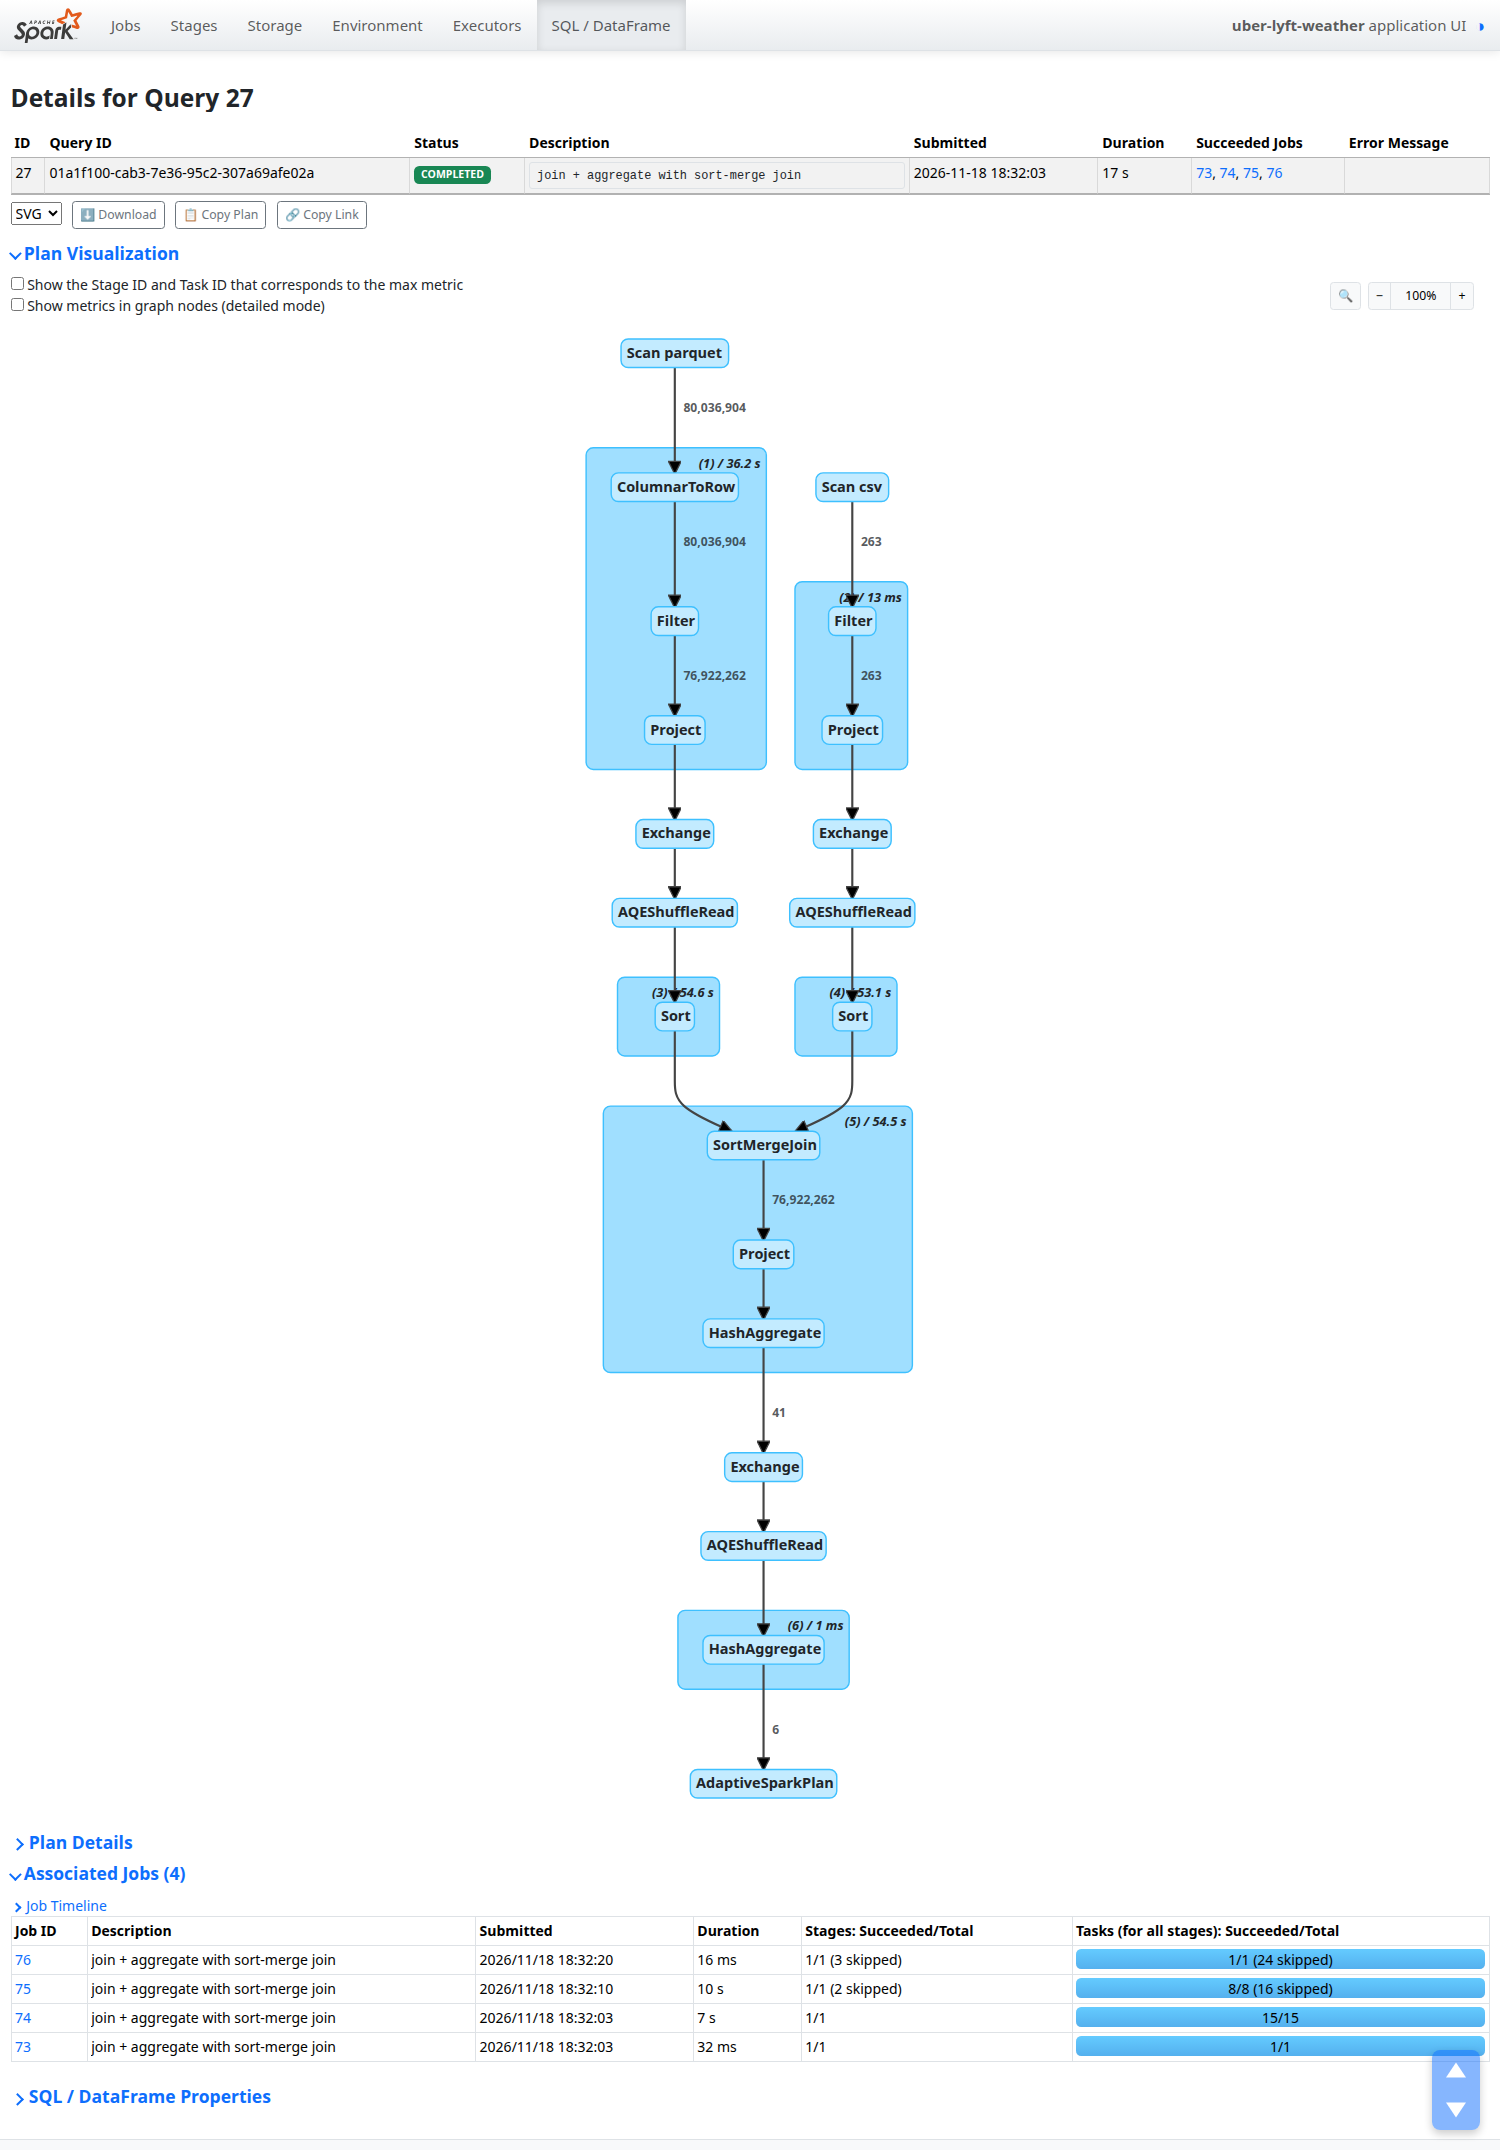 APACHE Spark Jobs Stages Storage Environment Executors SQL / DataFrame uber-lyft-weather application UI
Details for Query 27
ID Query ID Status Description Submitted Duration Succeeded Jobs Error Message
27 01a1f100-cab3-7e36-95c2-307a69afe02a COMPLETED join + aggregate with sort-merge join 2026-11-18 18:32:03 17 s 73, 74, 75, 76
SVG Download Copy Plan Copy Link
Plan Visualization
Show the Stage ID and Task ID that corresponds to the max metric
Show metrics in graph nodes (detailed mode)
− 100% +
Scan parquet
80,036,904
(1) / 36.2 s
ColumnarToRow Scan csv
80,036,904 263
(2) / 13 ms
Filter Filter
76,922,262 263
Project Project
Exchange Exchange
AQEShuffleRead AQEShuffleRead
(3) / 54.6 s (4) / 53.1 s
Sort Sort
(5) / 54.5 s
SortMergeJoin
76,922,262
Project
HashAggregate
41
Exchange
AQEShuffleRead
(6) / 1 ms
HashAggregate
6
AdaptiveSparkPlan
Plan Details
Associated Jobs (4)
Job Timeline
Job ID Description Submitted Duration Stages: Succeeded/Total Tasks (for all stages): Succeeded/Total
76 join + aggregate with sort-merge join 2026/11/18 18:32:20 16 ms 1/1 (3 skipped) 1/1 (24 skipped)
75 join + aggregate with sort-merge join 2026/11/18 18:32:10 10 s 1/1 (2 skipped) 8/8 (16 skipped)
74 join + aggregate with sort-merge join 2026/11/18 18:32:03 7 s 1/1 15/15
73 join + aggregate with sort-merge join 2026/11/18 18:32:03 32 ms 1/1 1/1
SQL / DataFrame Properties